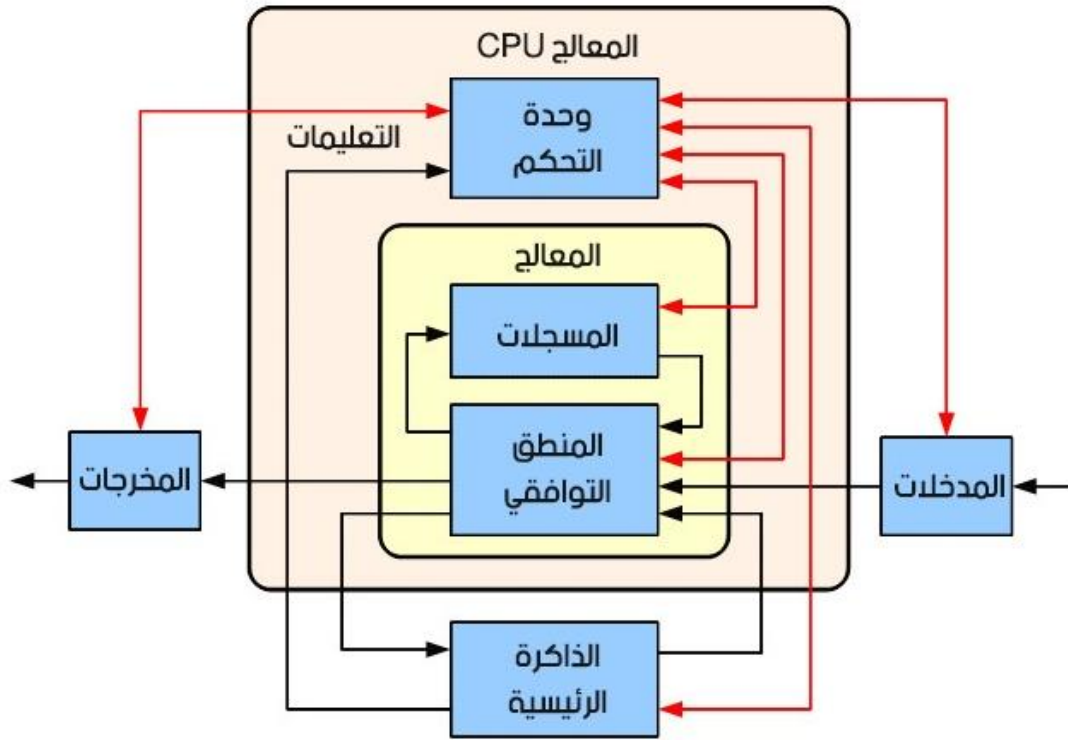 المعالج CPU
وحدة
التحكم
التعليمات
المعالج
المسجلات
المنطق
التوافقي
المدخلات
المخرجات
الذاكرة
الرئيسية